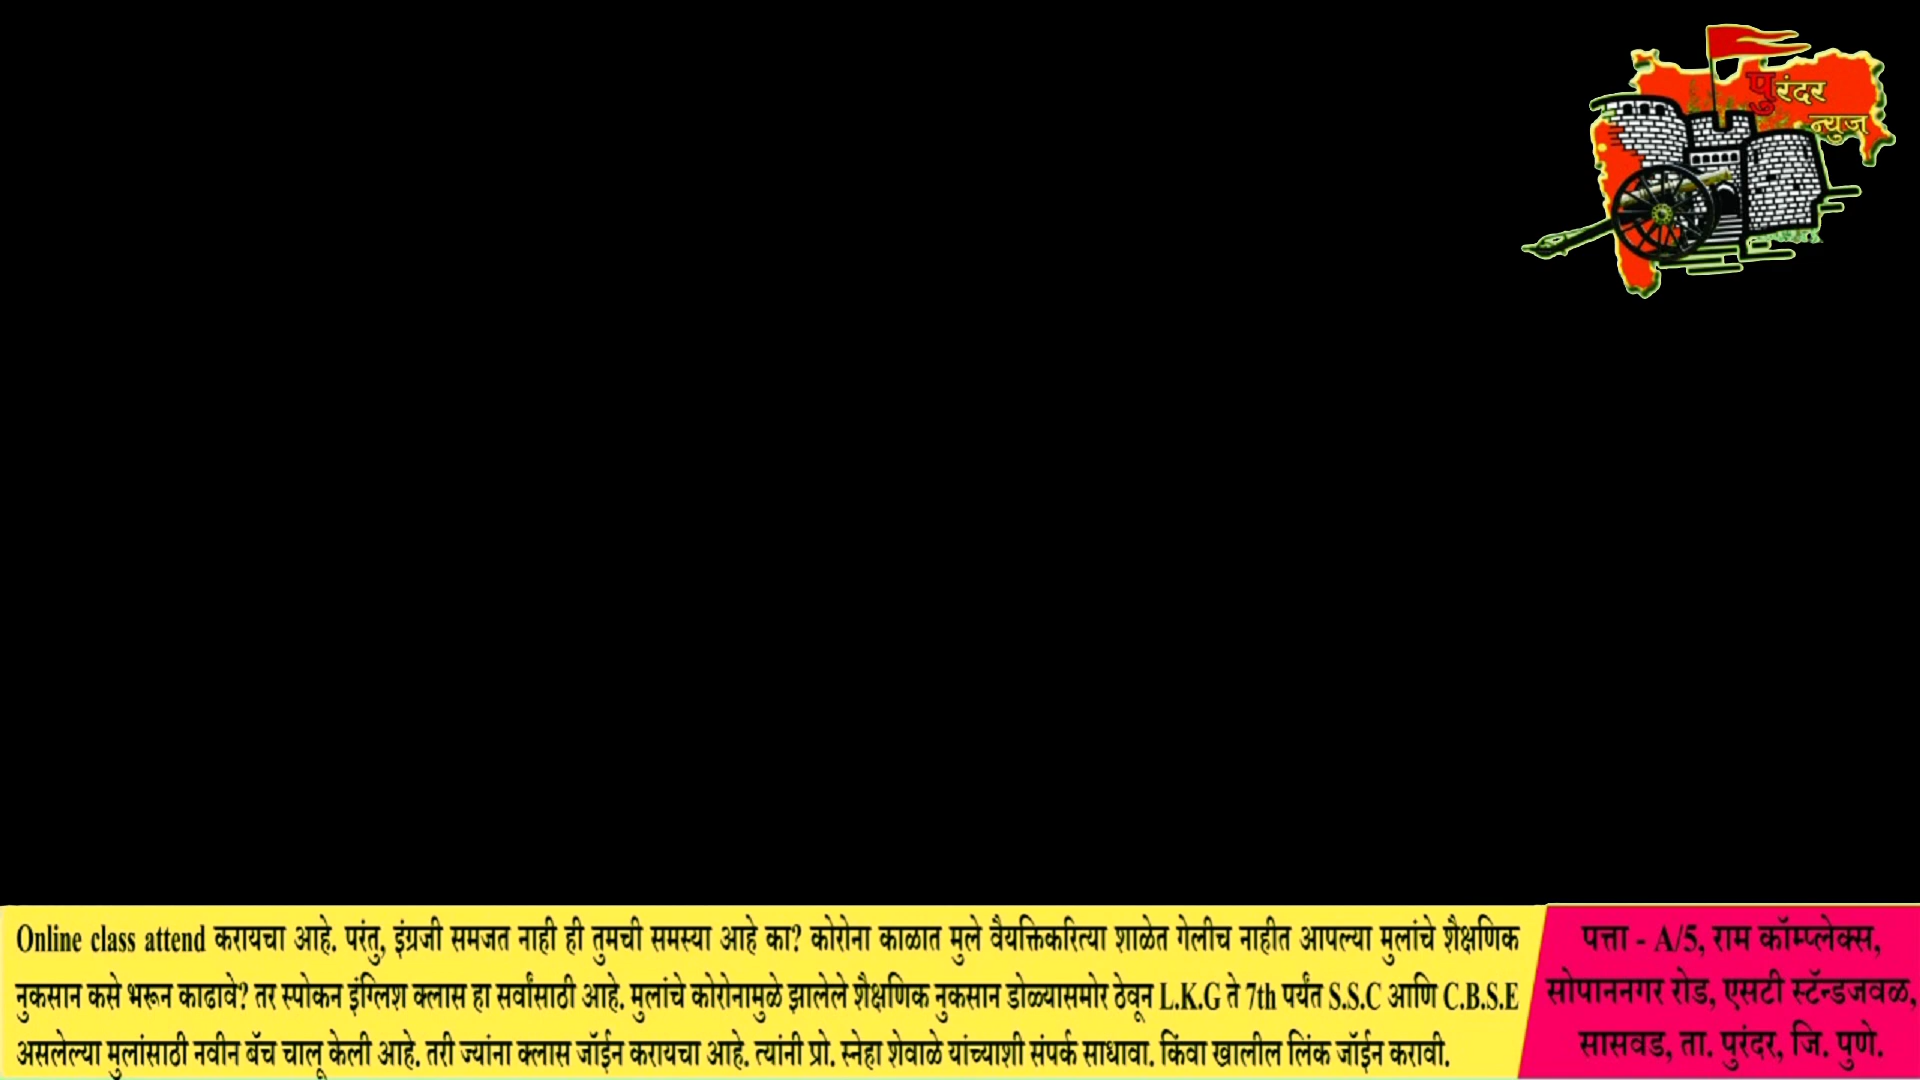 पुरंदर
न्युज
Online class attend करायचा आहे. परंतु, इंग्रजी समजत नाही ही तुमची समस्या आहे का? कोरोना काळात मुले वैयक्तिकरित्या शाळेत गेलीच नाहीत आपल्या मुलांचे शैक्षणिक
नुकसान कसे भरून काढावे? तर स्पोकन इंग्लिश क्लास हा सर्वांसाठी आहे. मुलांचे कोरोनामुळे झालेले शैक्षणिक नुकसान डोळ्यासमोर ठेवून L.K.G ते 7th पर्यंत S.S.C आणि C.B.S.E
असलेल्या मुलांसाठी नवीन बॅच चालू केली आहे. तरी ज्यांना क्लास जॉईन करायचा आहे. त्यांनी प्रो. स्नेहा शेवाळे यांच्याशी संपर्क साधावा. किंवा खालील लिंक जॉईन करावी.
पत्ता - A/5, राम कॉम्प्लेक्स,
सोपाननगर रोड, एसटी स्टॅन्डजवळ,
सासवड, ता. पुरंदर, जि. पुणे.